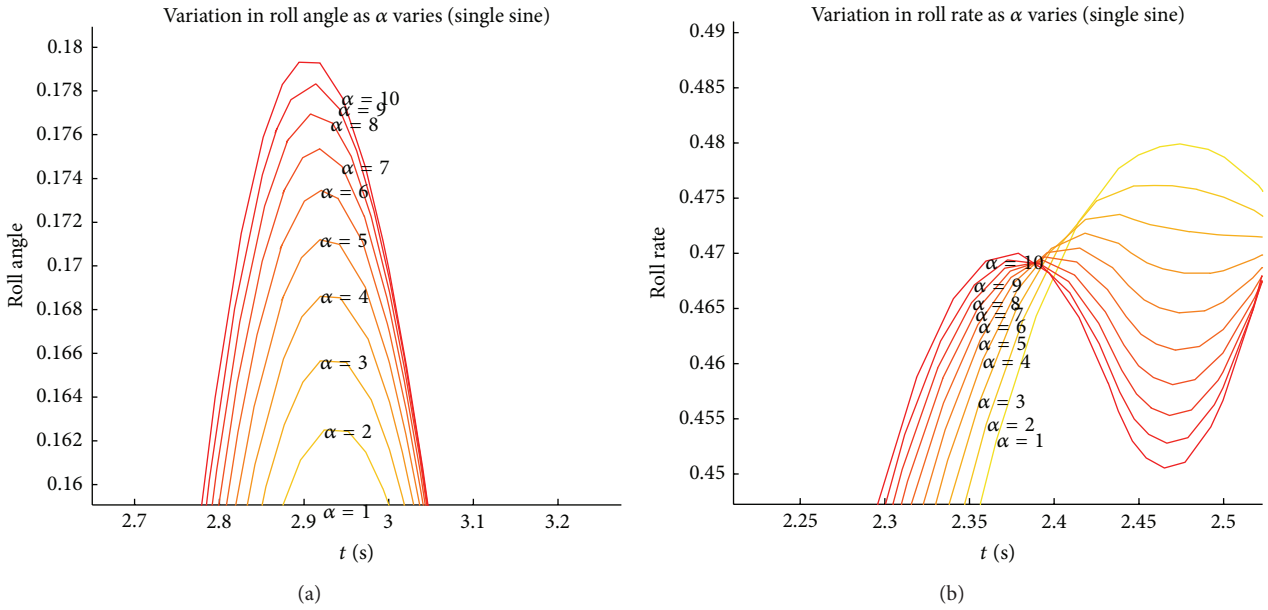 Variation in roll angle as α varies (single sine)
0.18
0.178
0.176
0.174
0.172
0.17
0.168
0.166
0.164
0.162
0.16
Roll angle
α = 10
α = 9
α = 8
α = 7
α = 6
α = 5
α = 4
α = 3
α = 2
α = 1
2.7 2.8 2.9 3 3.1 3.2
t (s)
(a)
Variation in roll rate as α varies (single sine)
0.49
0.485
0.48
0.475
0.47
0.465
0.46
0.455
0.45
Roll rate
α = 10
α = 9
α = 8
α = 7
α = 6
α = 5
α = 4
α = 3
α = 2
α = 1
2.25 2.3 2.35 2.4 2.45 2.5
t (s)
(b)